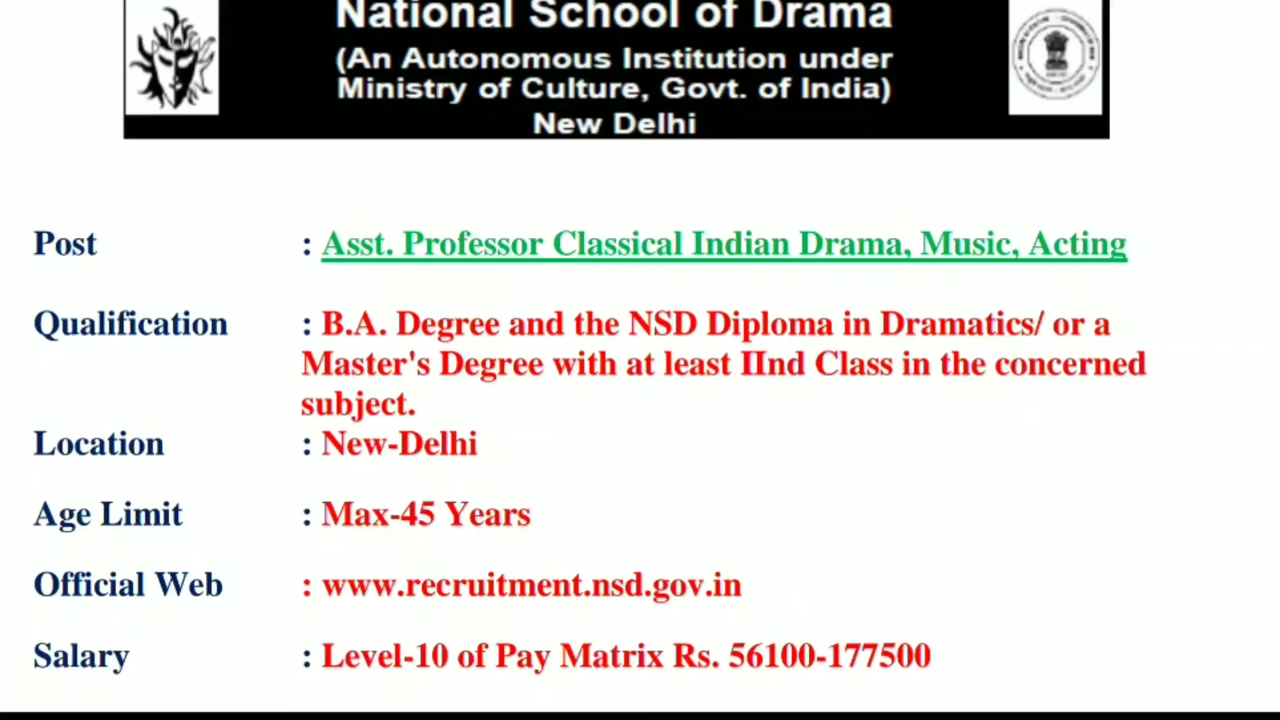 National School of Drama
(An Autonomous Institution under
Ministry of Culture, Govt. of India)
New Delhi
Post : Asst. Professor Classical Indian Drama, Music, Acting
Qualification : B.A. Degree and the NSD Diploma in Dramatics/ or a
Master's Degree with at least IInd Class in the concerned
subject.
Location : New-Delhi
Age Limit : Max-45 Years
Official Web : www.recruitment.nsd.gov.in
Salary : Level-10 of Pay Matrix Rs. 56100-177500